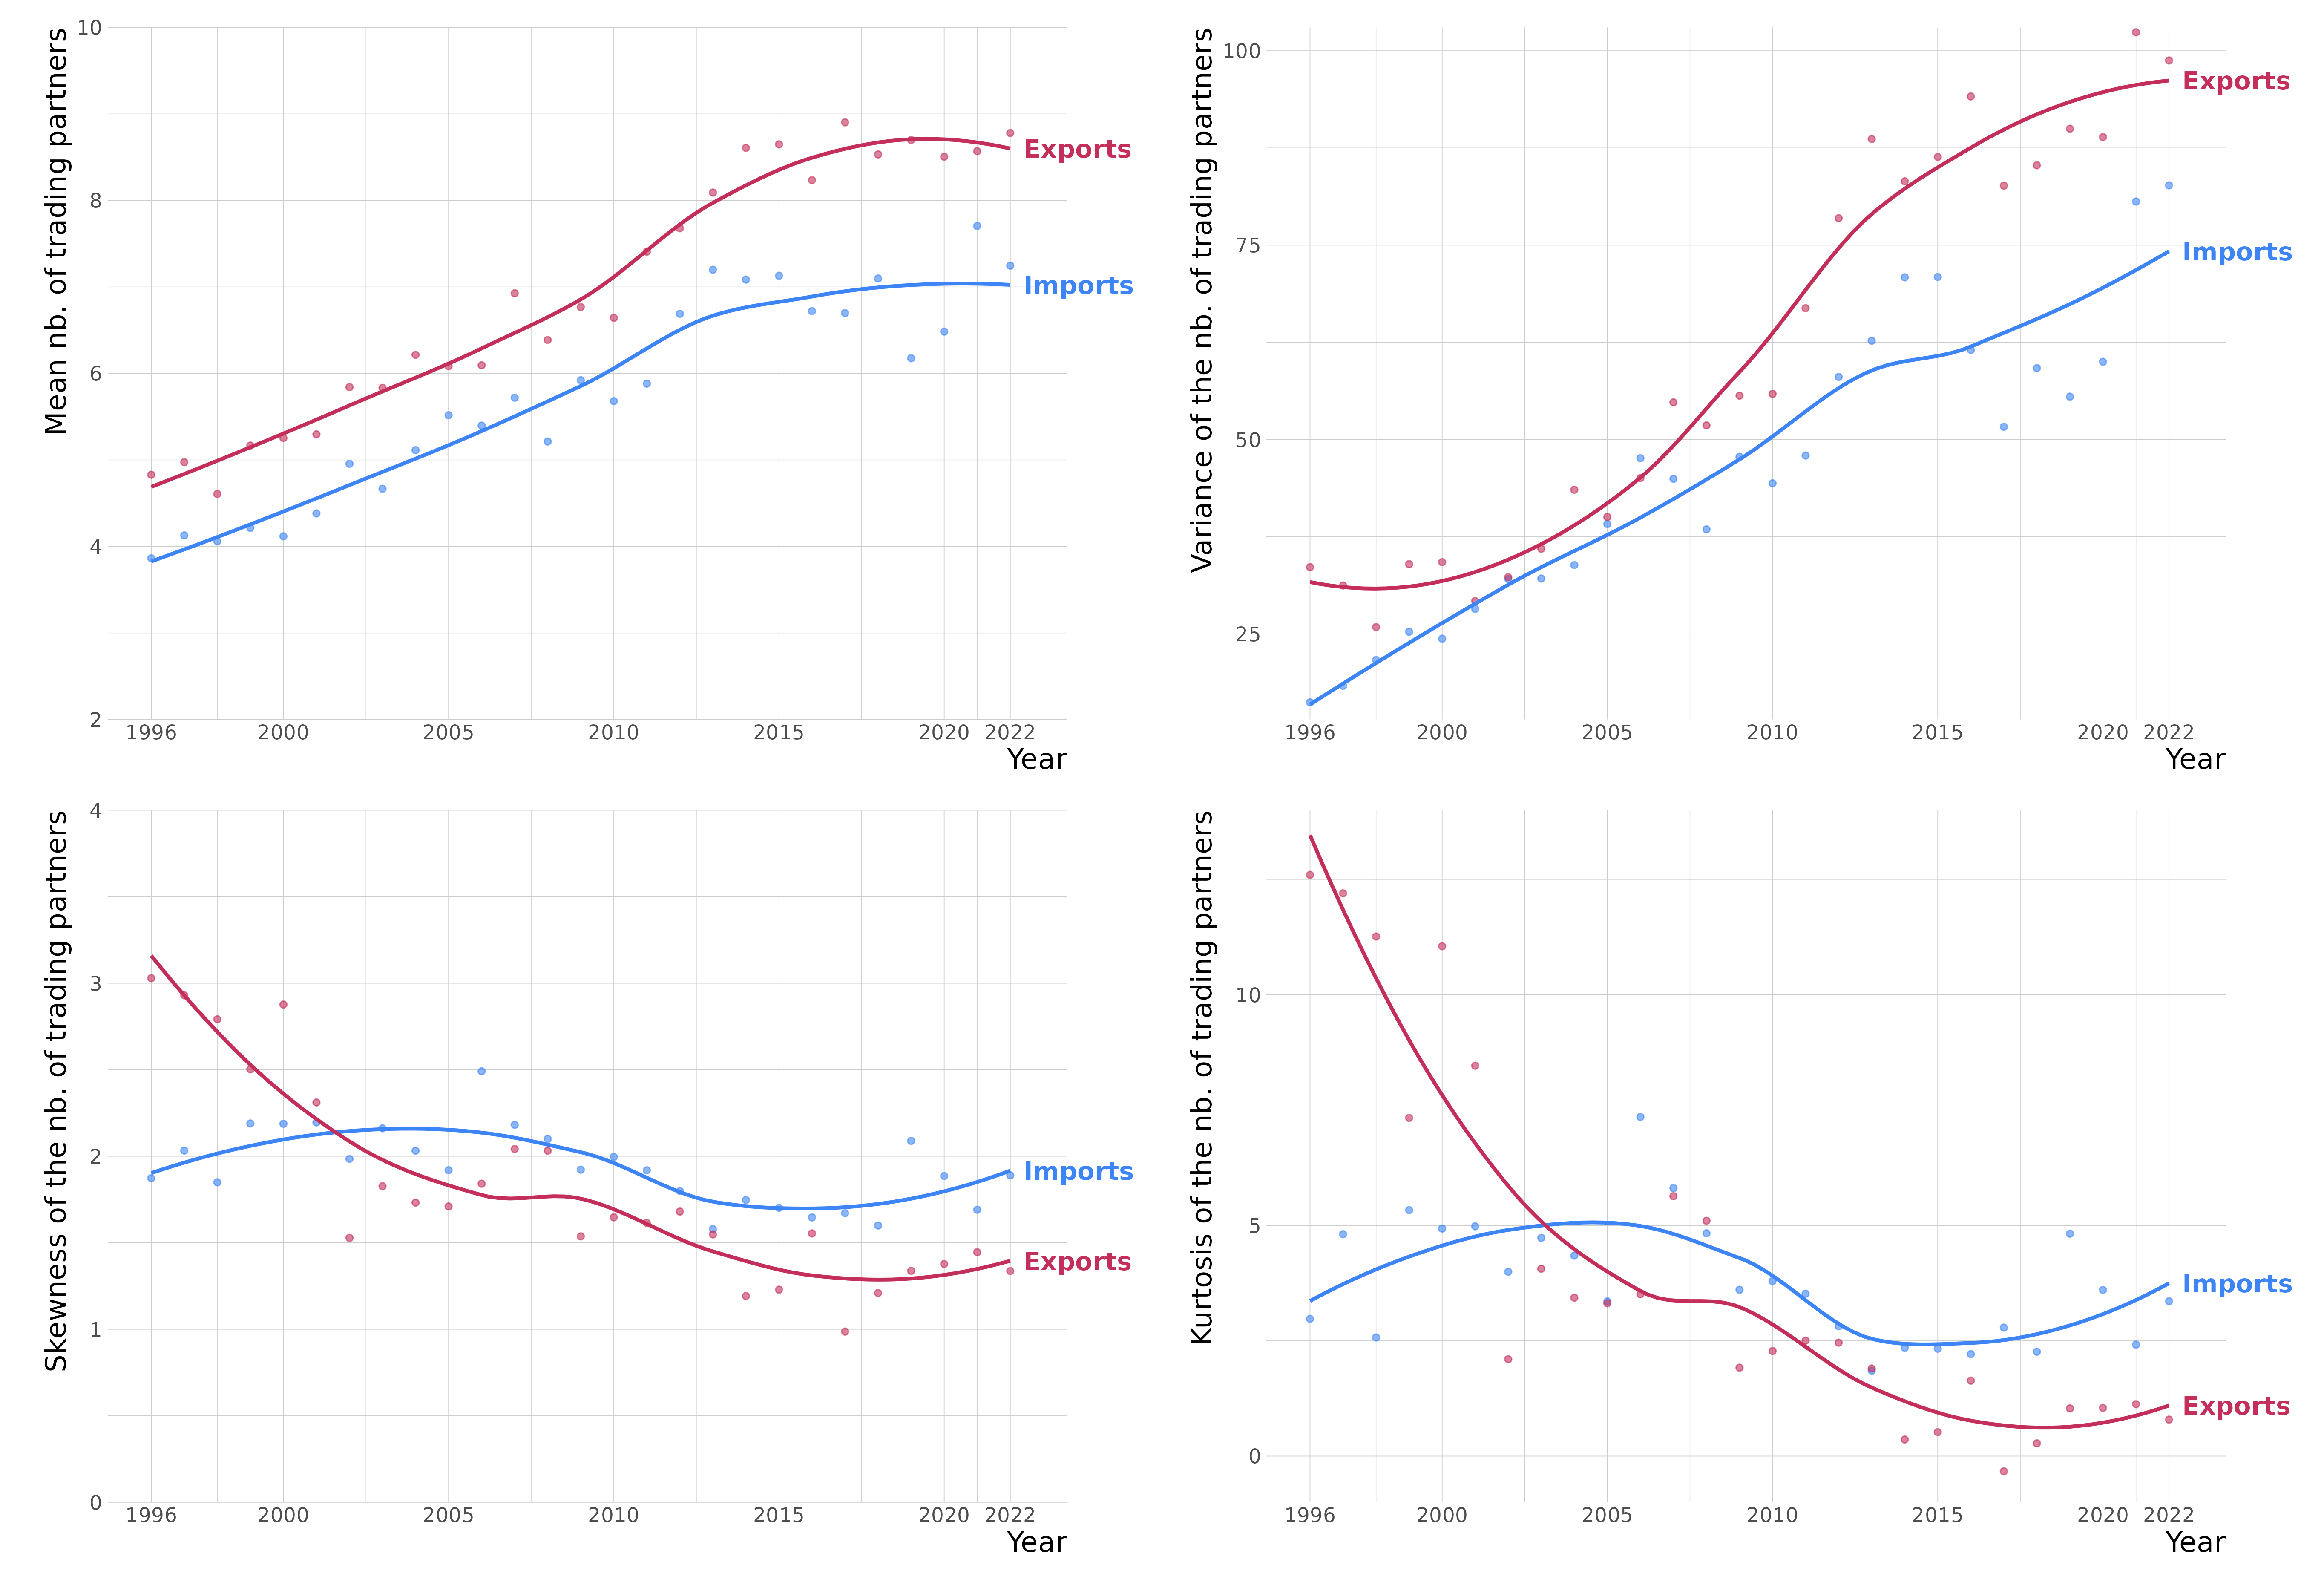 Mean nb. of trading partners
10
8
6
4
2
Exports
Imports
1996 2000 2005 2010 2015 2020 2022
Year
Variance of the nb. of trading partners
100
75
50
25
Exports
Imports
1996 2000 2005 2010 2015 2020 2022
Year
Skewness of the nb. of trading partners
4
3
2
1
0
Imports
Exports
1996 2000 2005 2010 2015 2020 2022
Year
Kurtosis of the nb. of trading partners
10
5
0
Imports
Exports
1996 2000 2005 2010 2015 2020 2022
Year